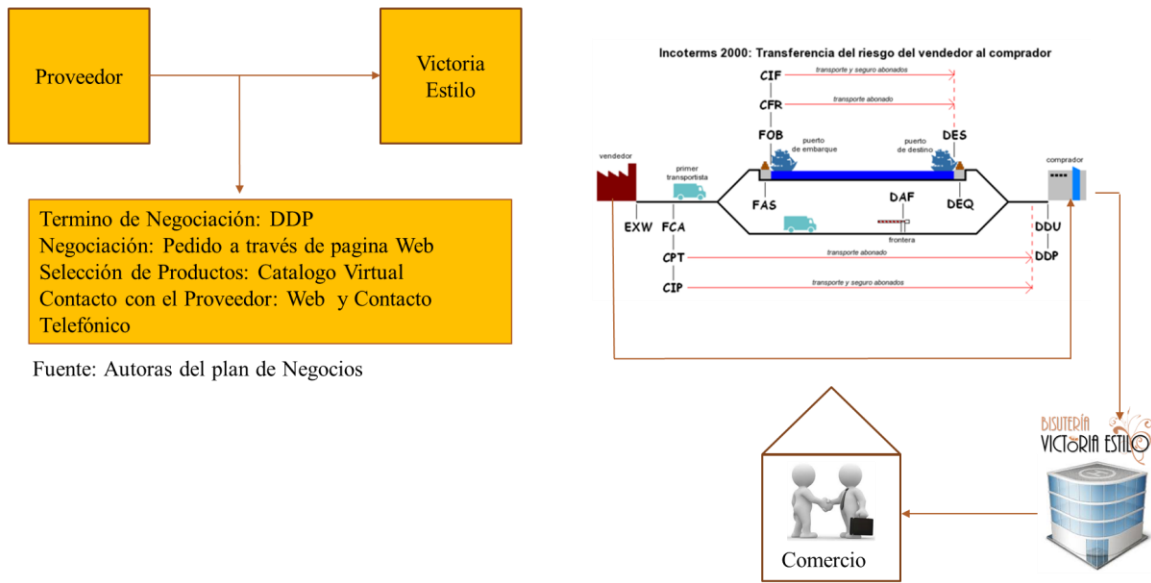 Proveedor
Victoria
Estilo
Termino de Negociación: DDP
Negociación: Pedido a través de pagina Web
Selección de Productos: Catalogo Virtual
Contacto con el Proveedor: Web y Contacto
Telefónico
Fuente: Autoras del plan de Negocios
Incoterms 2000: Transferencia del riesgo del vendedor al comprador
CIF
transporte y seguro abonados
CFR
transporte abonado
FOB
DES
puerto
de embarque
puerto
de destino
vendedor
primer
transportista
comprador
FAS
DAF
DEQ
EXW
FCA
frontera
DDU
CPT
transporte abonado
DDP
CIP
transporte y seguro abonados
BISUTERÍA
VICTORIA ESTILO
Comercio